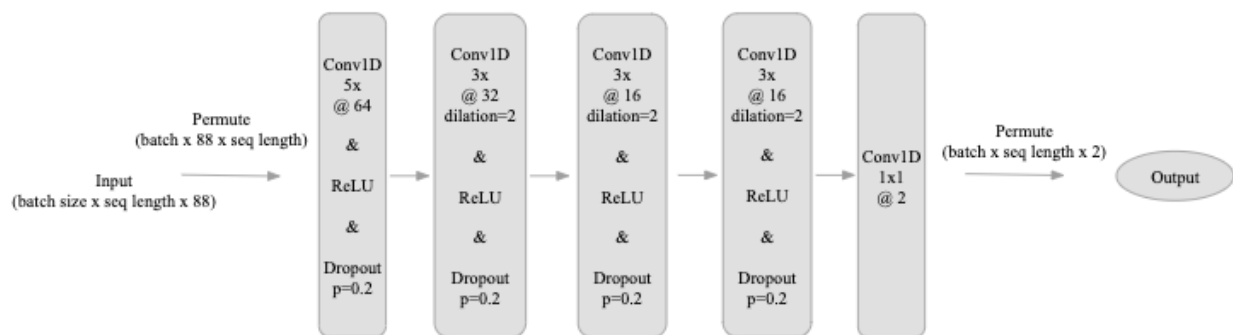 Input
(batch size x seq length x 88)
Permute
(batch x 88 x seq length)
Conv1D
5x
@ 64
&
ReLU
&
Dropout
p=0.2
Conv1D
3x
@ 32
dilation=2
&
ReLU
&
Dropout
p=0.2
Conv1D
3x
@ 16
dilation=2
&
ReLU
&
Dropout
p=0.2
Conv1D
3x
@ 16
dilation=2
&
ReLU
&
Dropout
p=0.2
Conv1D
1x1
@ 2
Permute
(batch x seq length x 2)
Output